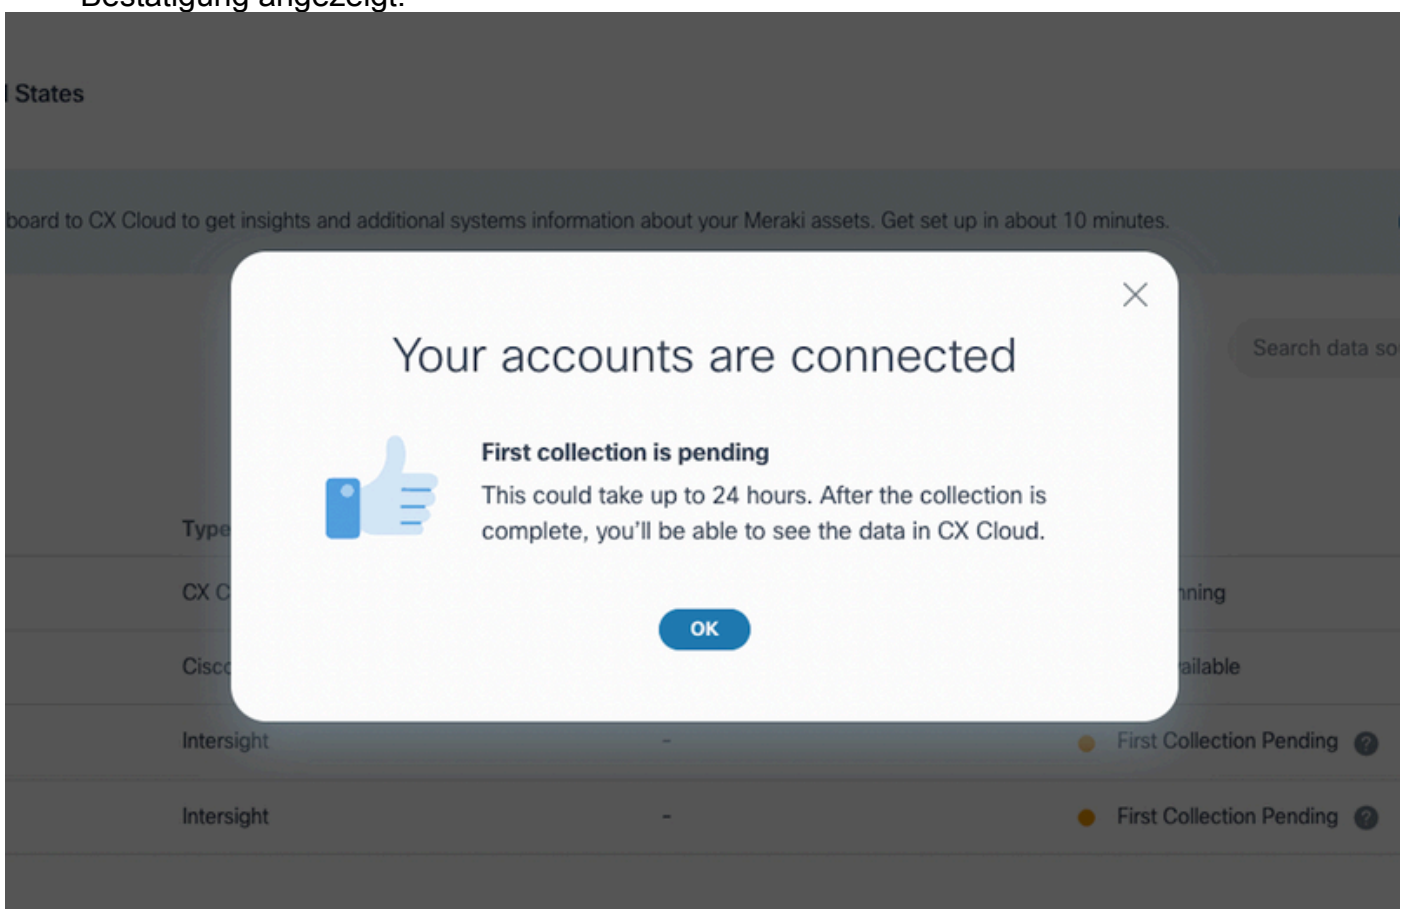 Bestätigung angezeigt.
States
board to CX Cloud to get insights and additional systems information about your Meraki assets. Get set up in about 10 minutes.
Your accounts are connected
Search data so
First collection is pending
This could take up to 24 hours. After the collection is
complete, you'll be able to see the data in CX Cloud.
Type
CX C
nning
OK
Cisco
ailable
Intersight - First Collection Pending ?
Intersight - First Collection Pending ?